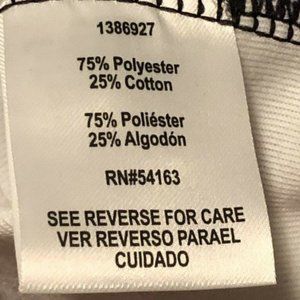 1386927
75% Polyester
25% Cotton
75% Poliéster
25% Algodón
RN#54163
SEE REVERSE FOR CARE
VER REVERSO PARAEL
CUIDADO